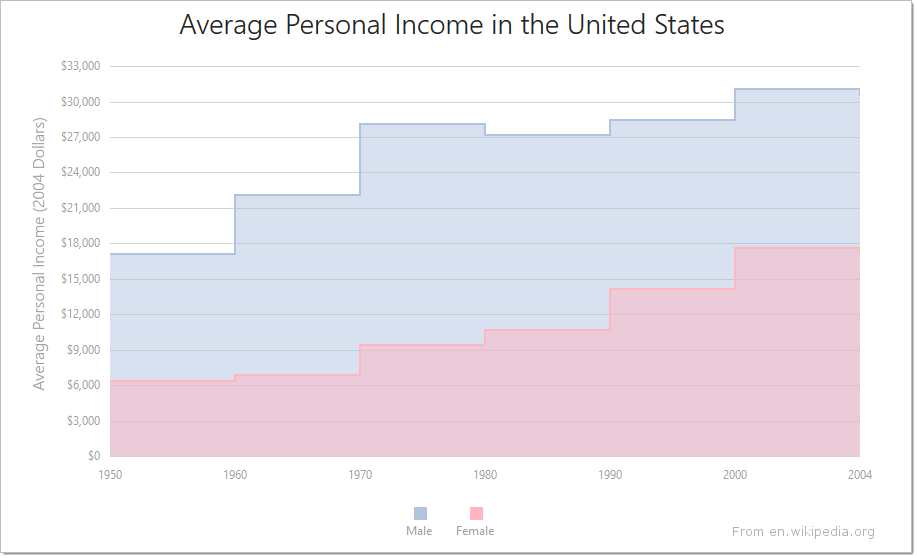 Average Personal Income in the United States
Average Personal Income (2004 Dollars)
$33,000
$30,000
$27,000
$24,000
$21,000
$18,000
$15,000
$12,000
$9,000
$6,000
$3,000
$0
1950 1960 1970 1980 1990 2000 2004
Male Female
From en.wikipedia.org